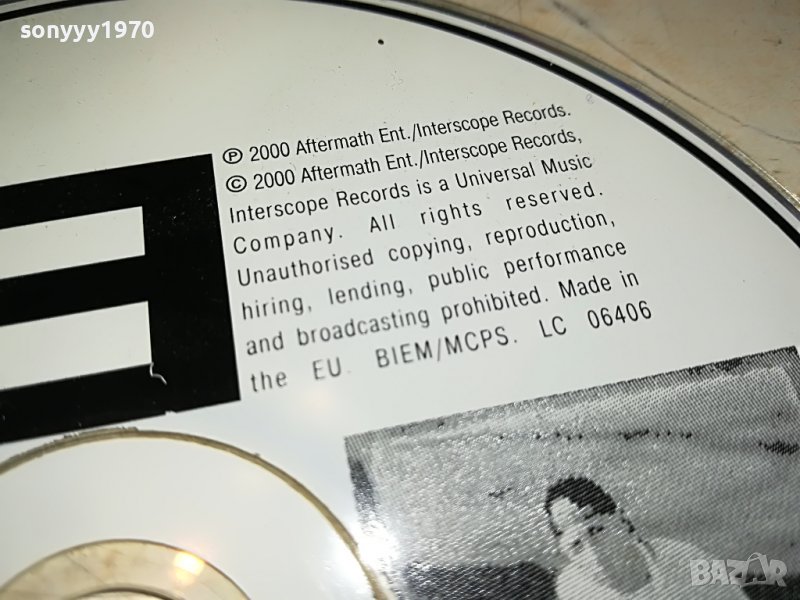 sonyyy1970
℗ 2000 Aftermath Ent./Interscope Records.
© 2000 Aftermath Ent./Interscope Records,
Interscope Records is a Universal Music
Company. All rights reserved.
Unauthorised copying, reproduction,
hiring, lending, public performance
and broadcasting prohibited. Made in
the EU. BIEM/MCPS. LC 06406
BAZAR